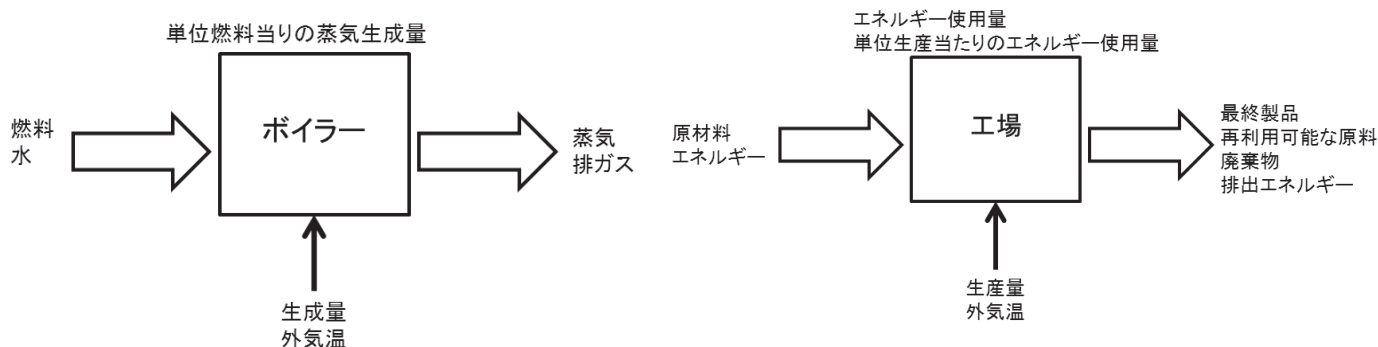 単位燃料当りの蒸気生成量
燃料
水
ボイラー
蒸気
排ガス
生成量
外気温
エネルギー使用量
単位生産当たりのエネルギー使用量
原材料
エネルギー
工場
最終製品
再利用可能な原料
廃棄物
排出エネルギー
生産量
外気温